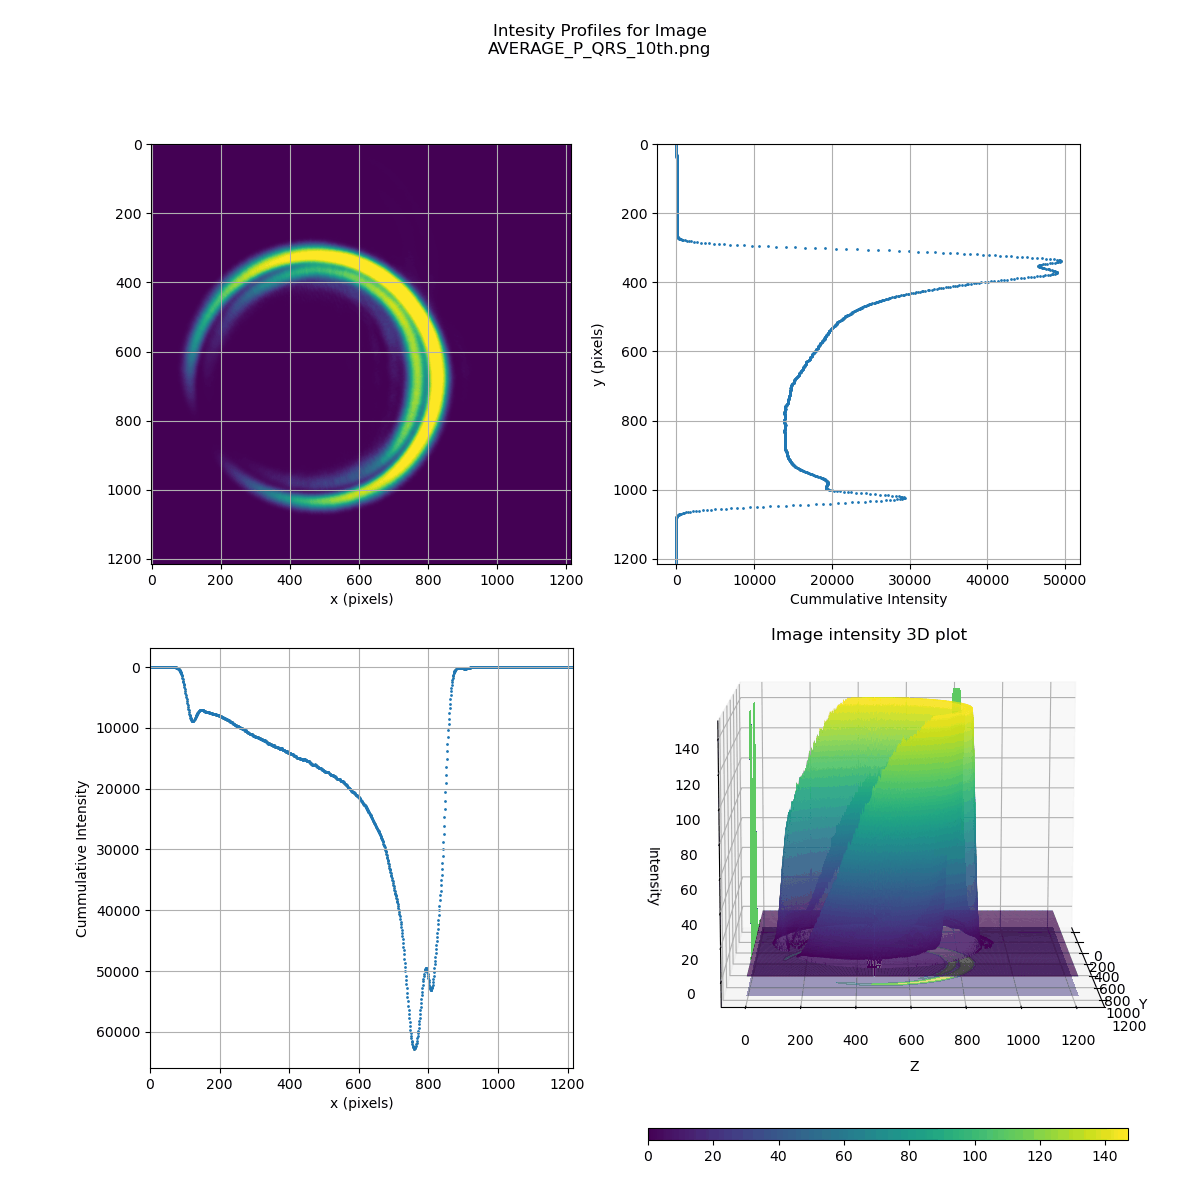 Intesity Profiles for Image
AVERAGE_P_QRS_10th.png
0
200
400
600
800
1000
1200
0 200 400 600 800 1000 1200
x (pixels)
y (pixels)
0
200
400
600
800
1000
1200
0 10000 20000 30000 40000 50000
Cummulative Intensity
Cummulative Intensity
0
10000
20000
30000
40000
50000
60000
0 200 400 600 800 1000 1200
x (pixels)
Image intensity 3D plot
Intensity
140
120
100
80
60
40
20
0
0
200
400
600
800
1000
1200
Y
0 200 400 600 800 1000 1200
Z
0 20 40 60 80 100 120 140